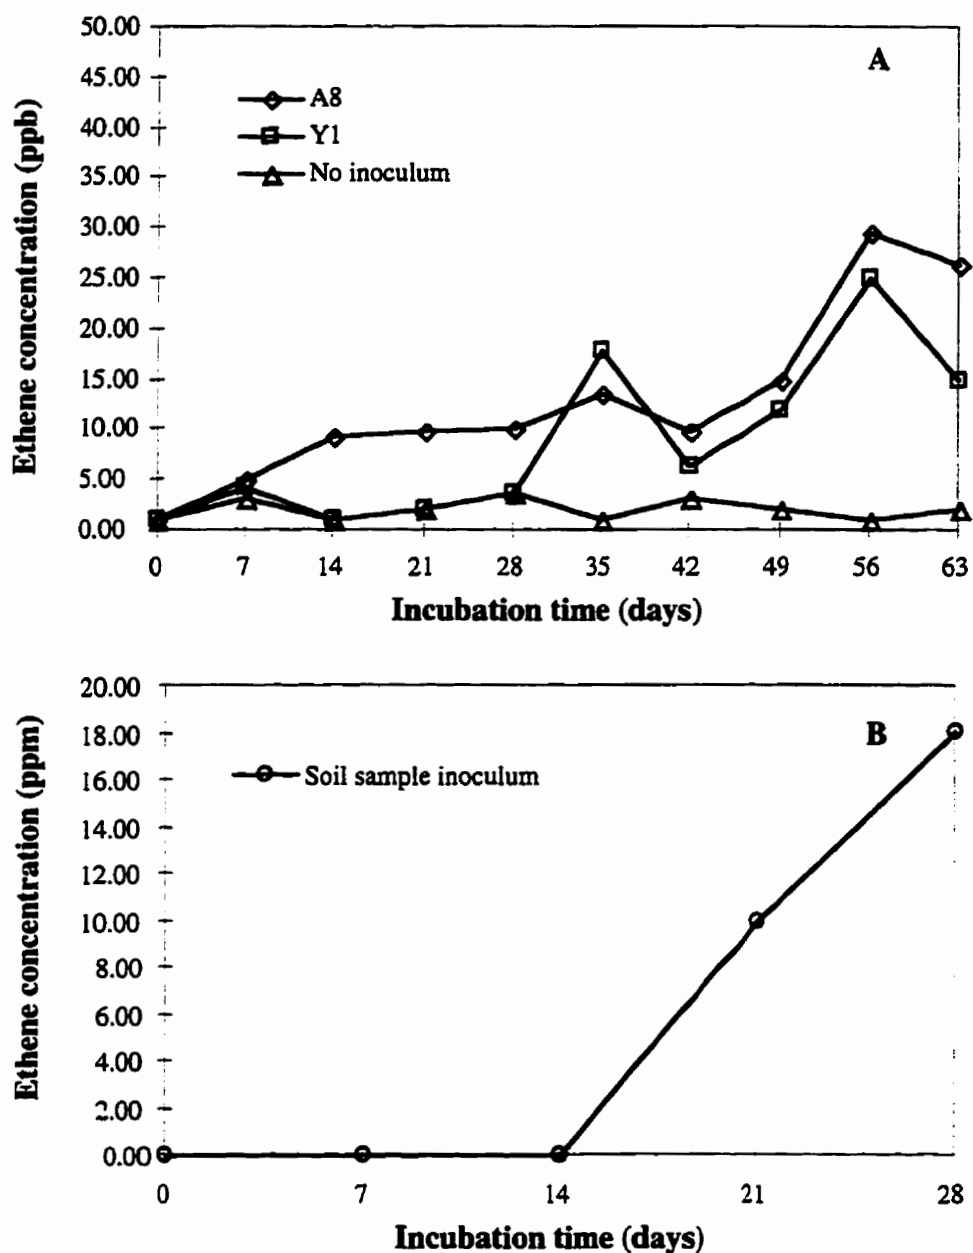 50.00
A
45.00
A8
40.00
Y1
35.00
No inoculum
30.00
25.00
20.00
15.00
10.00
5.00
0.00
Ethene concentration (ppb)
0 7 14 21 28 35 42 49 56 63
Incubation time (days)
20.00
18.00
B
Soil sample inoculum
16.00
14.00
12.00
10.00
8.00
6.00
4.00
2.00
0.00
Ethene concentration (ppm)
0 7 14 21 28
Incubation time (days)